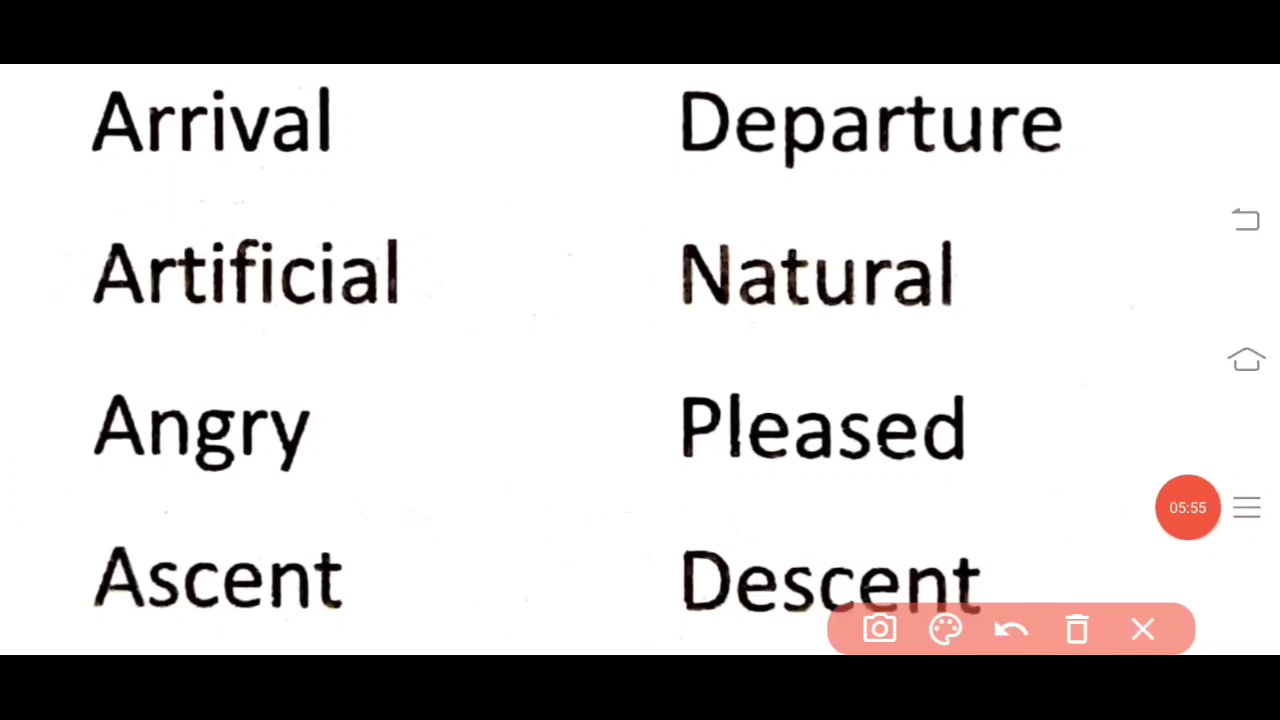 Arrival Departure
Artificial Natural
Angry Pleased
05:55
Ascent Descent